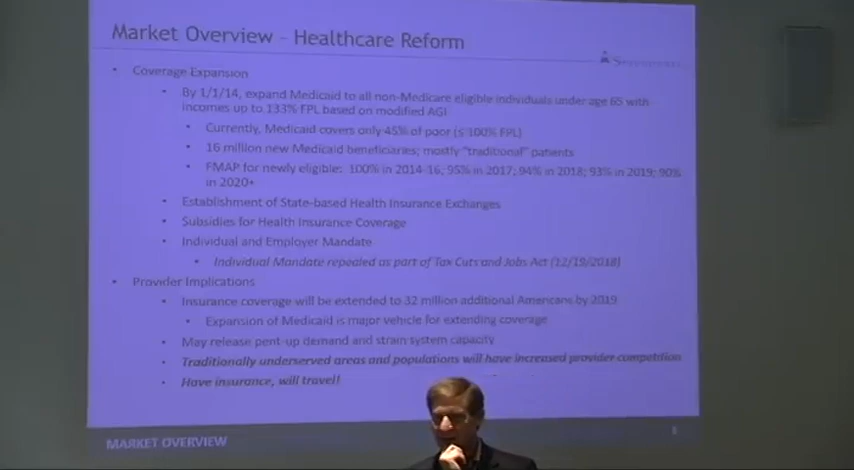 Market Overview – Healthcare Reform
• Coverage Expansion
• By 1/1/14, expand Medicaid to all non-Medicare eligible individuals under age 65 with
incomes up to 133% FPL based on modified AGI
• Currently, Medicaid covers only 45% of poor (≤ 100% FPL)
• 16 million new Medicaid beneficiaries; mostly "traditional" patients
• FMAP for newly eligible: 100% in 2014-16; 95% in 2017; 94% in 2018; 93% in 2019; 90%
in 2020+
• Establishment of State-based Health Insurance Exchanges
• Subsidies for Health Insurance Coverage
• Individual and Employer Mandate
• Individual Mandate repealed as part of Tax Cuts and Jobs Act (12/19/2018)
• Provider Implications
• Insurance coverage will be extended to 32 million additional Americans by 2019
• Expansion of Medicaid is major vehicle for extending coverage
• May release pent-up demand and strain system capacity
• Traditionally underserved areas and populations will have increased provider competition
• Have insurance, will travel!
MARKET OVERVIEW